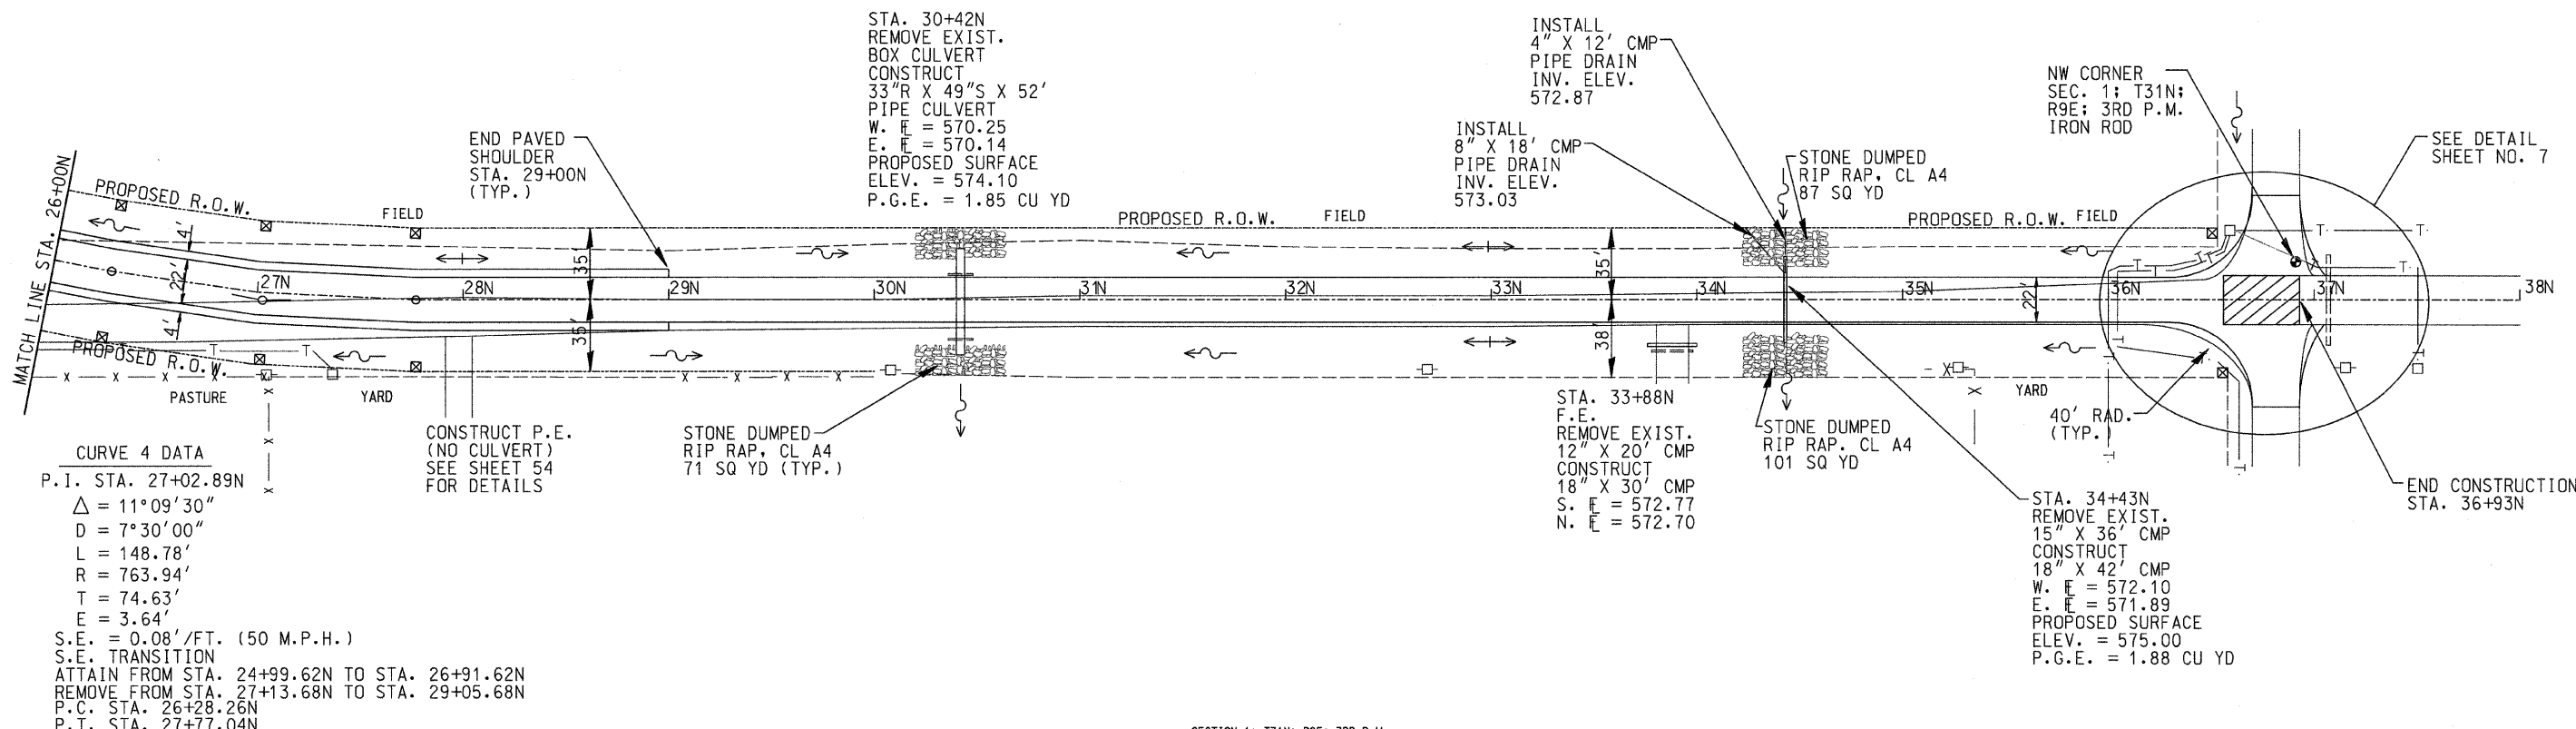 STA. 30+42N
REMOVE EXIST.
BOX CULVERT
CONSTRUCT
33"R X 49"S X 52'
PIPE CULVERT
W. F̵L = 570.25
E. F̵L = 570.14
PROPOSED SURFACE
ELEV. = 574.10
P.G.E. = 1.85 CU YD
INSTALL
4" X 12' CMP
PIPE DRAIN
INV. ELEV.
572.87
INSTALL
8" X 18' CMP
PIPE DRAIN
INV. ELEV.
573.03
NW CORNER
SEC. 1; T31N;
R9E; 3RD P.M.
IRON ROD
SEE DETAIL
SHEET NO. 7
END PAVED
SHOULDER
STA. 29+00N
(TYP.)
STONE DUMPED
RIP RAP, CL A4
87 SQ YD
MATCH LINE STA. 26+00N
PROPOSED R.O.W.
FIELD
PROPOSED R.O.W.
FIELD
PROPOSED R.O.W.
FIELD
4'
22'
4'
35'
35'
35'
38'
22'
27N
28N
29N
30N
31N
32N
33N
34N
35N
36N
37N
38N
PROPOSED R.O.W.
PASTURE
YARD
YARD
40' RAD.
(TYP.)
CONSTRUCT P.E.
(NO CULVERT)
SEE SHEET 54
FOR DETAILS
STONE DUMPED
RIP RAP, CL A4
71 SQ YD (TYP.)
STA. 33+88N
F.E.
REMOVE EXIST.
12" X 20' CMP
CONSTRUCT
18" X 30' CMP
S. F̵L = 572.77
N. F̵L = 572.70
STONE DUMPED
RIP RAP, CL A4
101 SQ YD
STA. 34+43N
REMOVE EXIST.
15" X 36' CMP
CONSTRUCT
18" X 42' CMP
W. F̵L = 572.10
E. F̵L = 571.89
PROPOSED SURFACE
ELEV. = 575.00
P.G.E. = 1.88 CU YD
END CONSTRUCTION
STA. 36+93N
CURVE 4 DATA
P.I. STA. 27+02.89N
Δ = 11°09'30"
D = 7°30'00"
L = 148.78'
R = 763.94'
T = 74.63'
E = 3.64'
S.E. = 0.08'/FT. (50 M.P.H.)
S.E. TRANSITION
ATTAIN FROM STA. 24+99.62N TO STA. 26+91.62N
REMOVE FROM STA. 27+13.68N TO STA. 29+05.68N
P.C. STA. 26+28.26N
P.T. STA. 27+77.04N